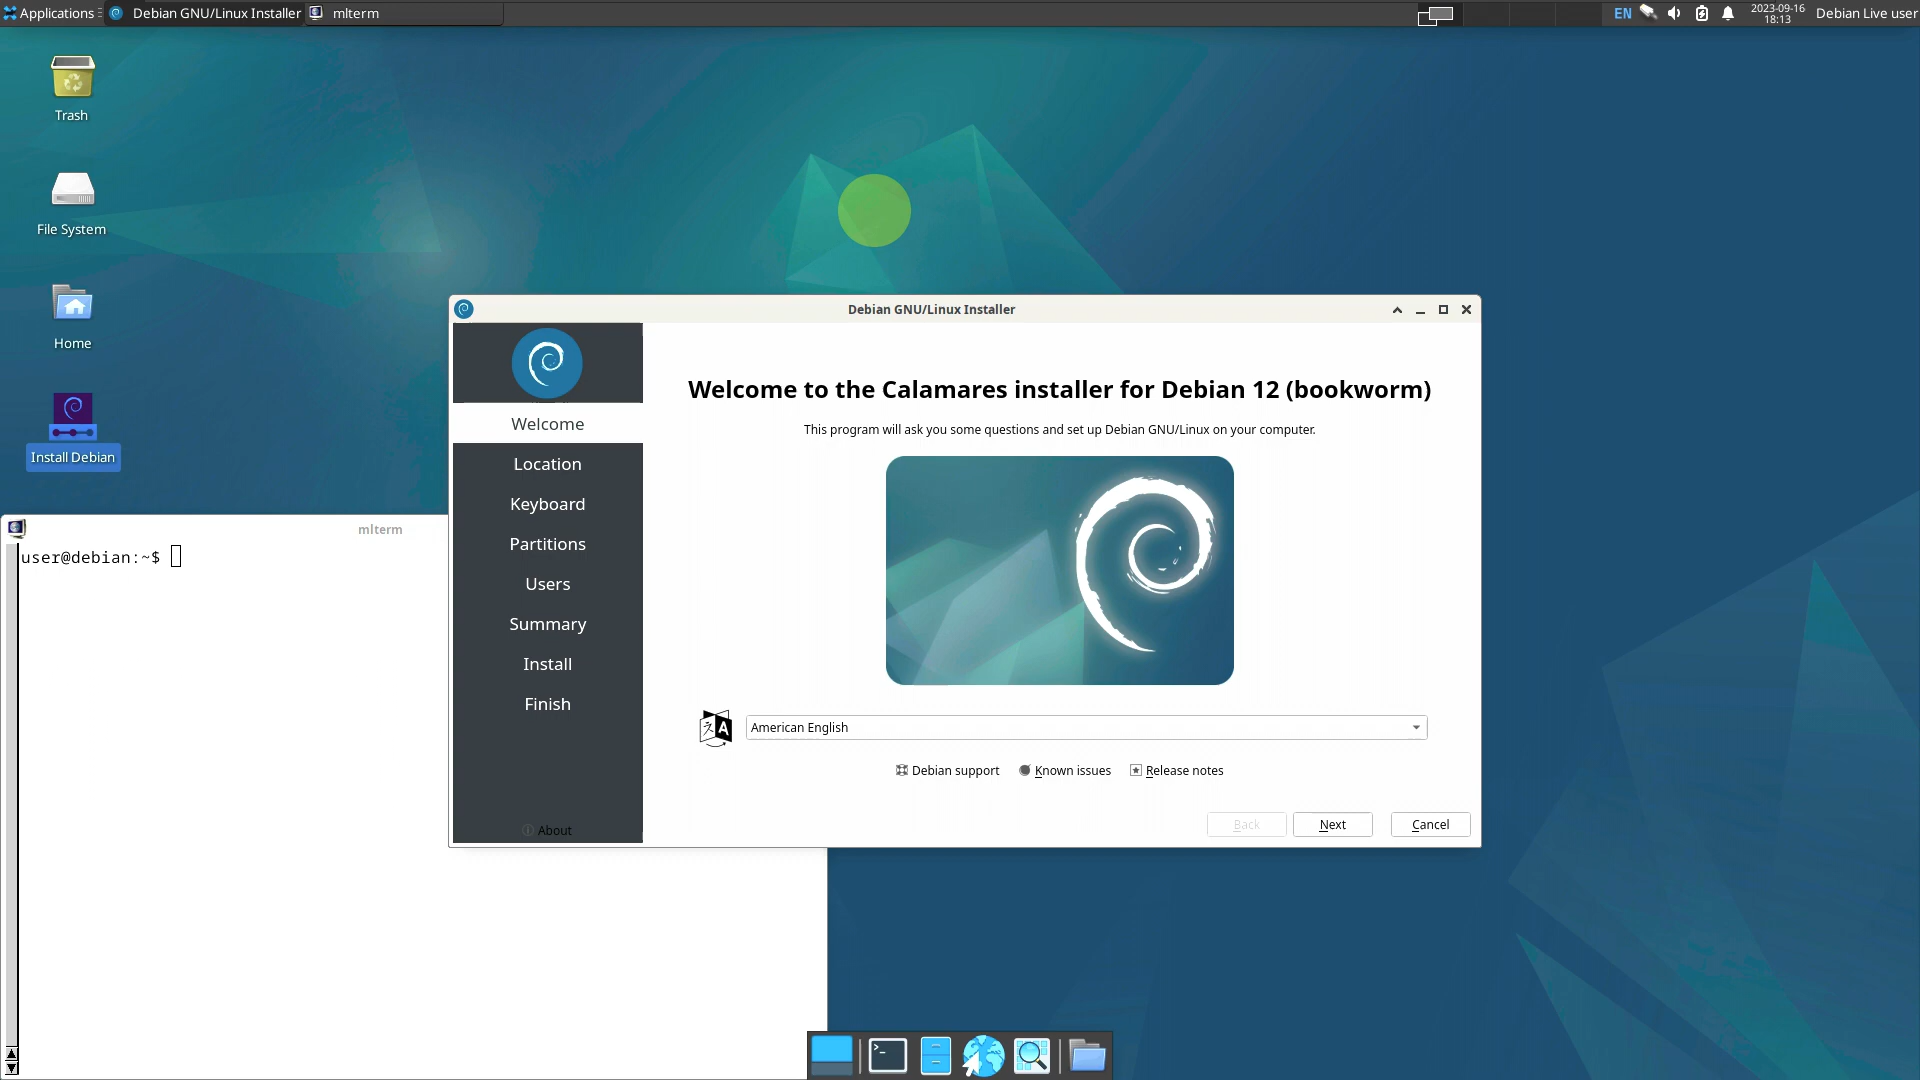 Applications
Debian GNU/Linux Installer
mlterm
EN
2023-09-16
18:13
Debian Live user
Trash
File System
Home
Install Debian
mlterm
user@debian:~$
Debian GNU/Linux Installer
Welcome
Location
Keyboard
Partitions
Users
Summary
Install
Finish
About
Welcome to the Calamares installer for Debian 12 (bookworm)
This program will ask you some questions and set up Debian GNU/Linux on your computer.
American English
Debian support
Known issues
Release notes
Back
Next
Cancel